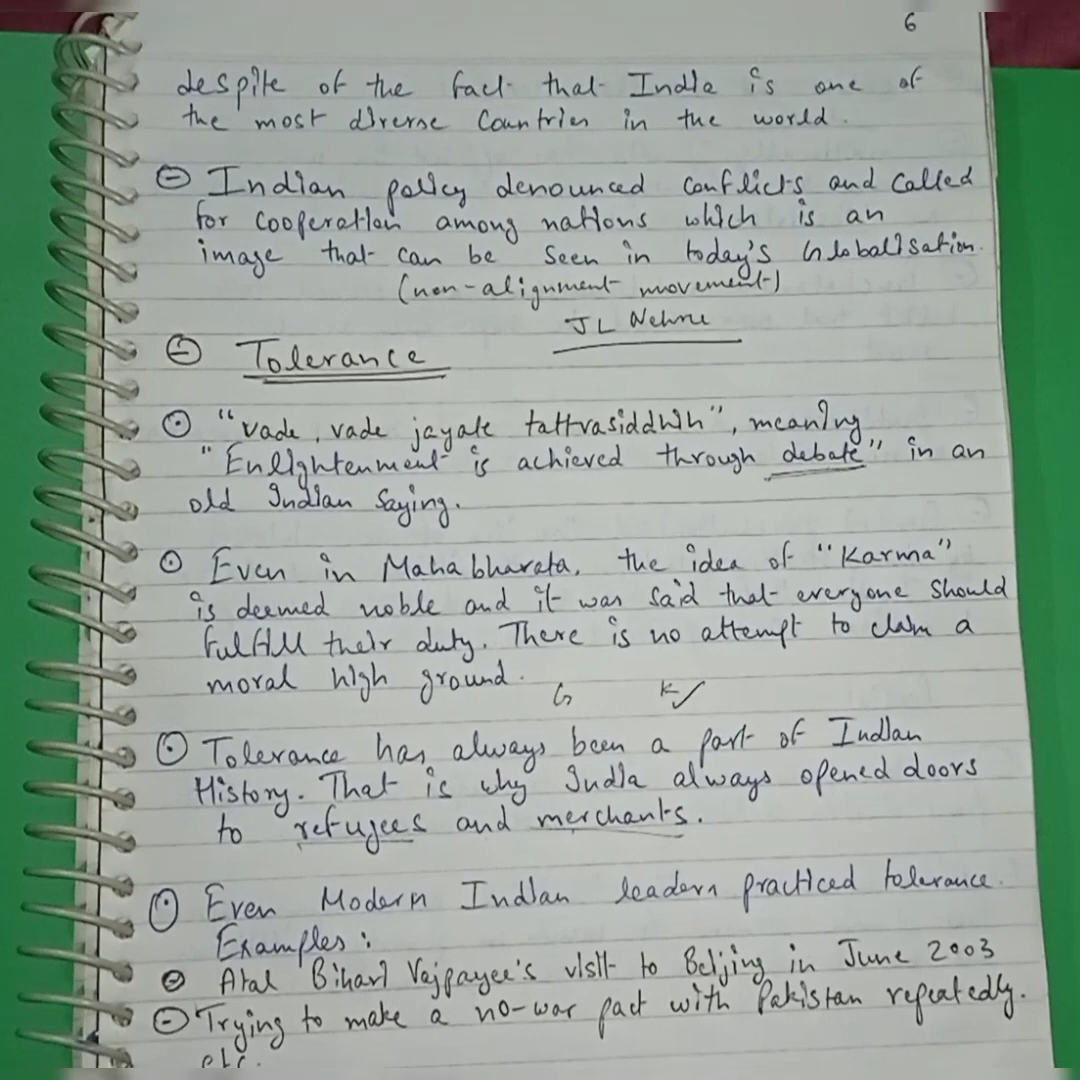 6
despite of the fact that India is one of
the most diverse Countries in the world.
⊖ Indian policy denounced conflicts and called
for cooperation among nations which is an
image that can be seen in today's Globalisation.
(non-alignment movement)
JL Nehru
⊖ Tolerance
⊙ "vade, vade jayate tattvasiddhih", meaning
"Enlightenment is achieved through debate" in an
old Indian saying.
⊙ Even in Mahabharata, the idea of "Karma"
is deemed noble and it was said that everyone should
fulfill their duty. There is no attempt to claim a
moral high ground.
G K
⊙ Tolerance has always been a part of Indian
History. That is why India always opened doors
to refugees and merchants.
⊙ Even Modern Indian leaders practiced tolerance.
Examples:
⊖ Atal Bihari Vajpayee's visit to Beijing in June 2003
⊖ Trying to make a no-war pact with Pakistan repeatedly.
etc.